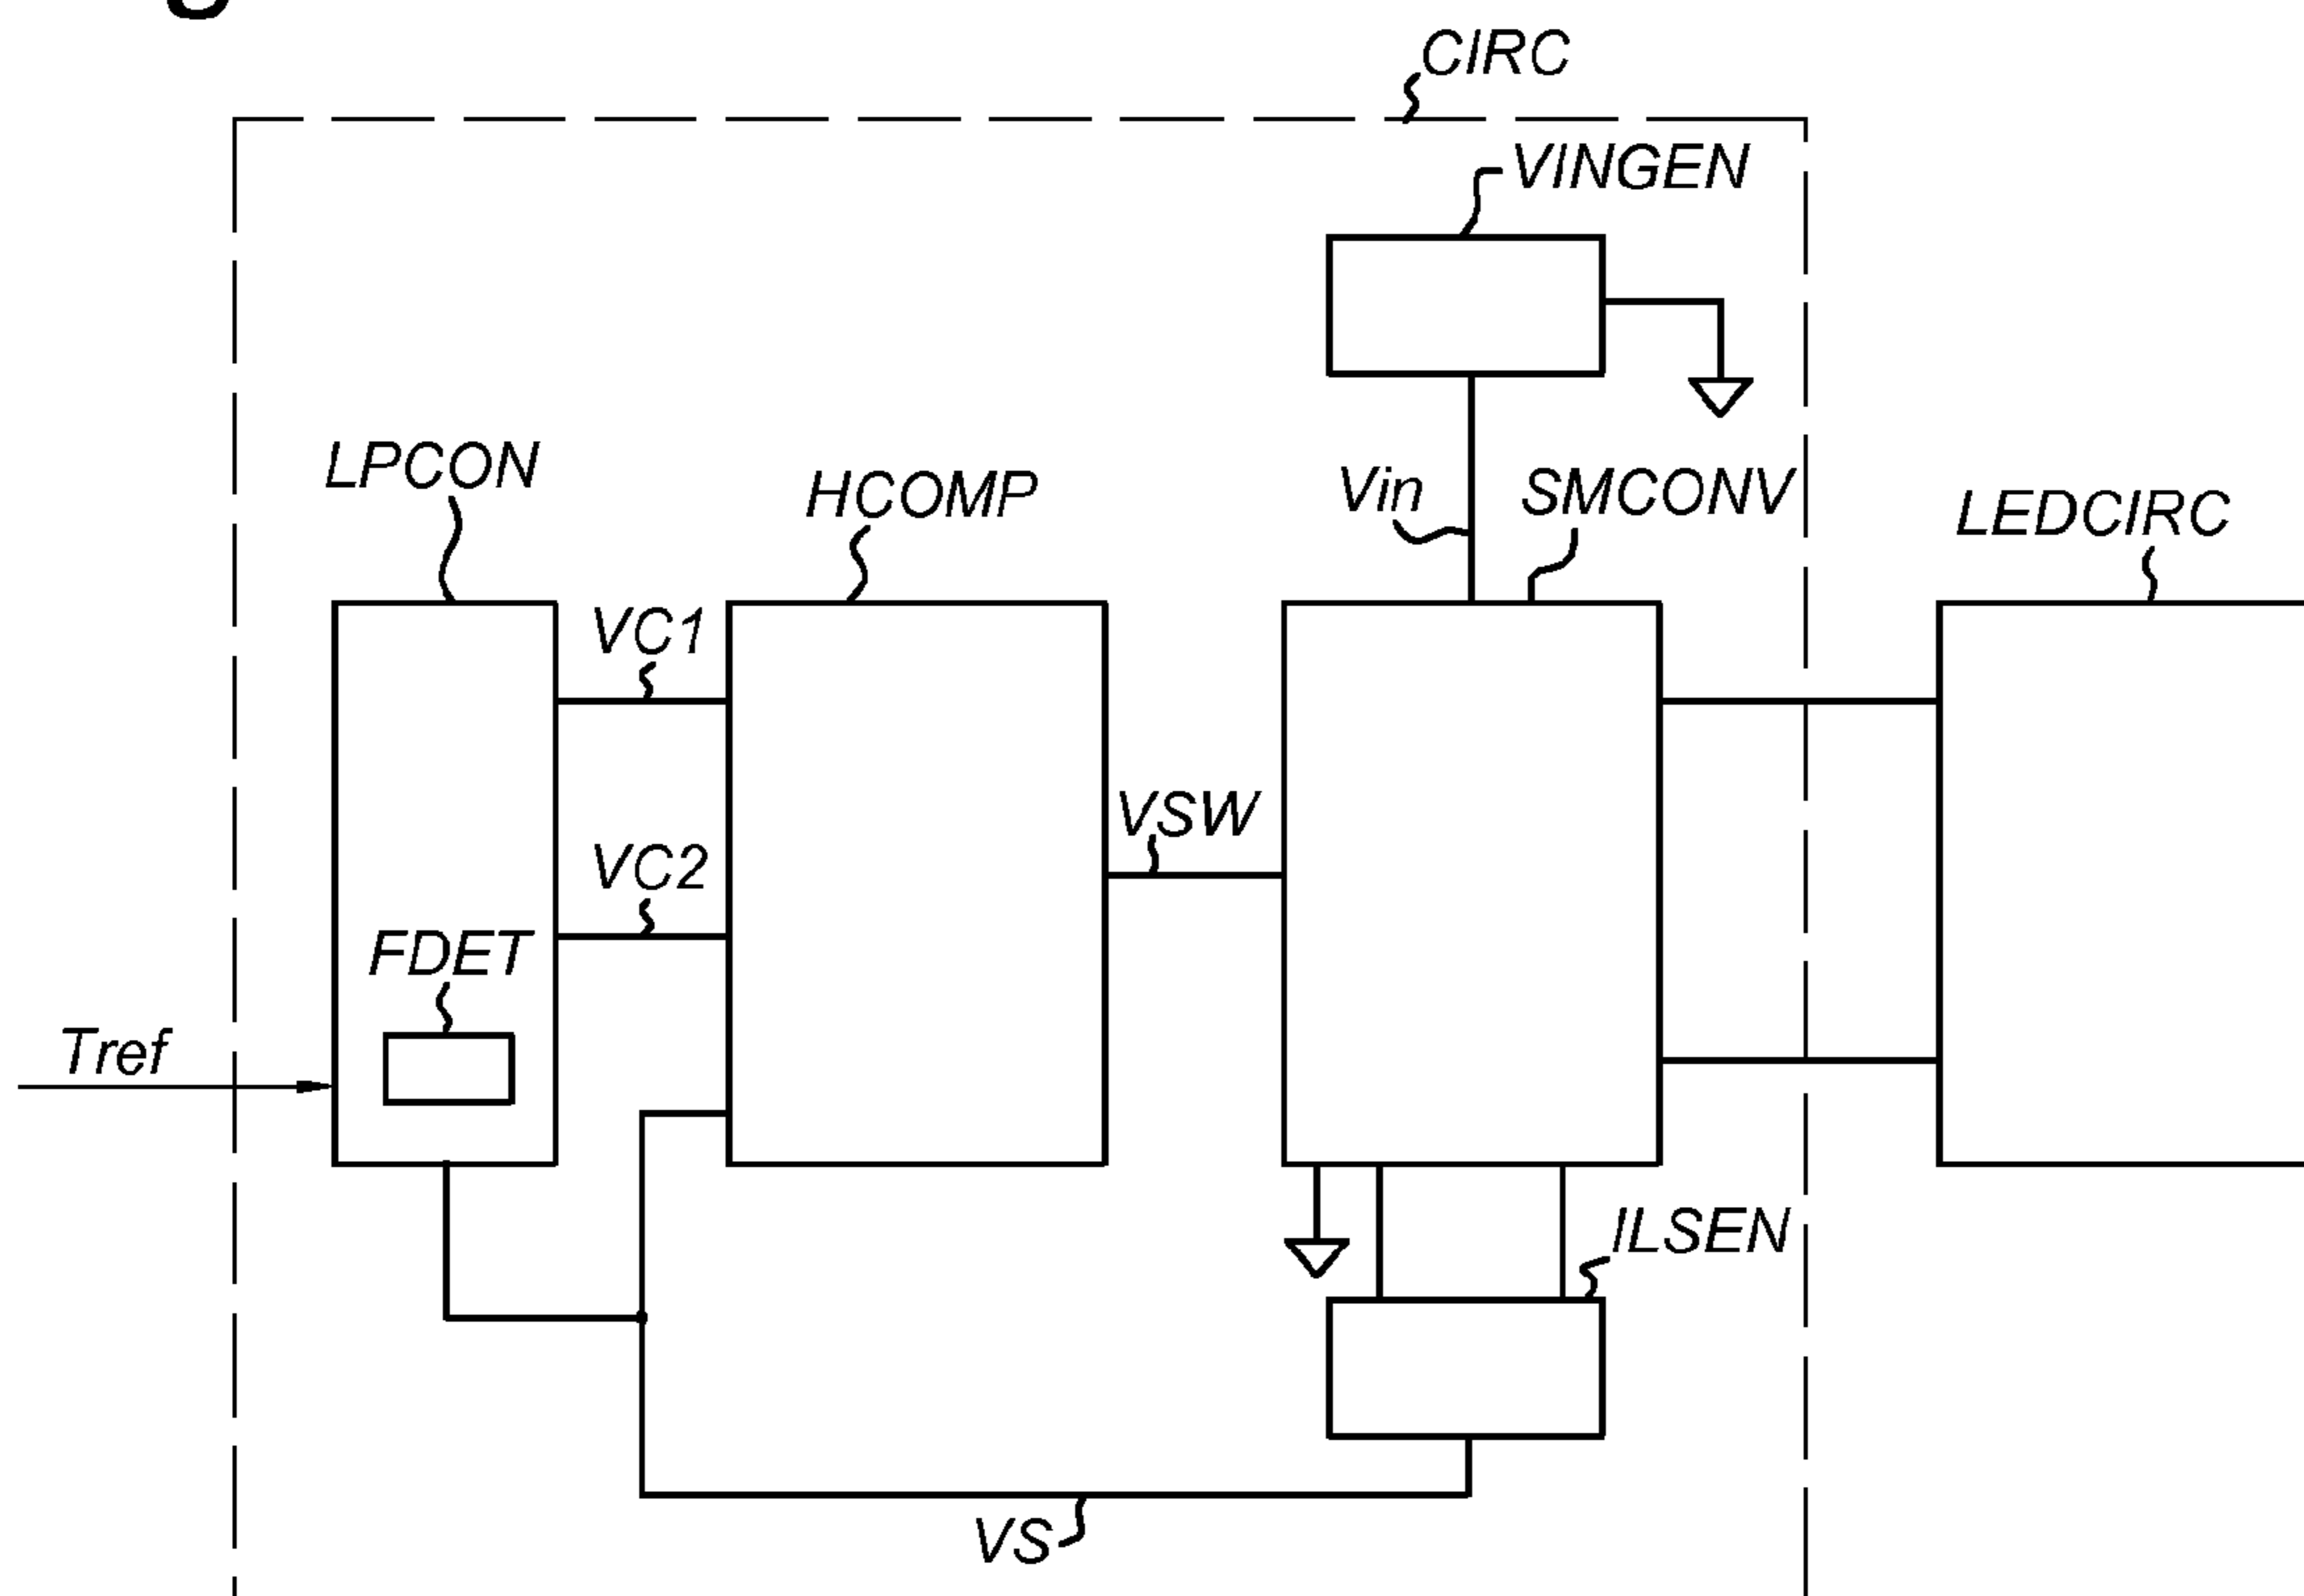 CIRC
VINGEN
LPCON
HCOMP
Vin
SMCONV
LEDCIRC
VC1
VSW
VC2
FDET
Tref
ILSEN
VS